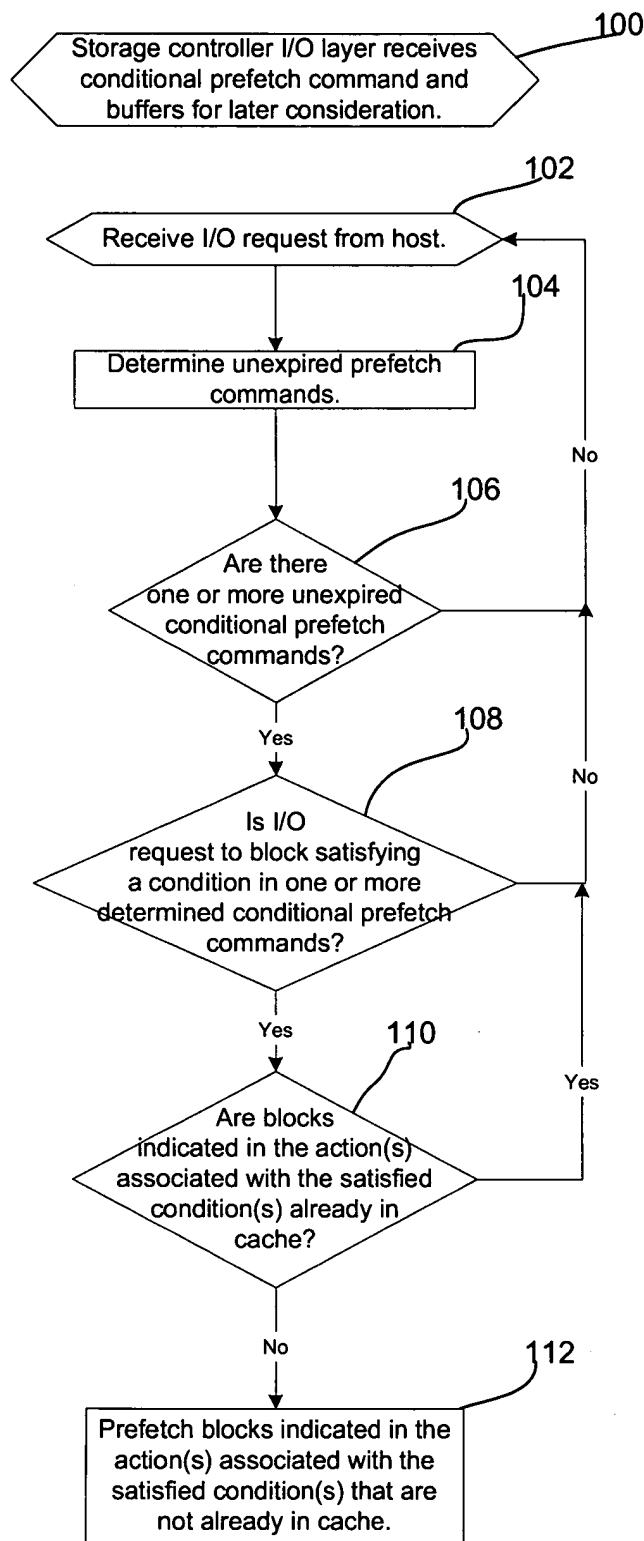 100
Storage controller I/O layer receives
conditional prefetch command and
buffers for later consideration.
102
Receive I/O request from host.
104
Determine unexpired prefetch
commands.
No
106
Are there
one or more unexpired
conditional prefetch
commands?
Yes
108
No
Is I/O
request to block satisfying
a condition in one or more
determined conditional prefetch
commands?
Yes
110
Yes
Are blocks
indicated in the action(s)
associated with the satisfied
condition(s) already in
cache?
No
112
Prefetch blocks indicated in the
action(s) associated with the
satisfied condition(s) that are
not already in cache.